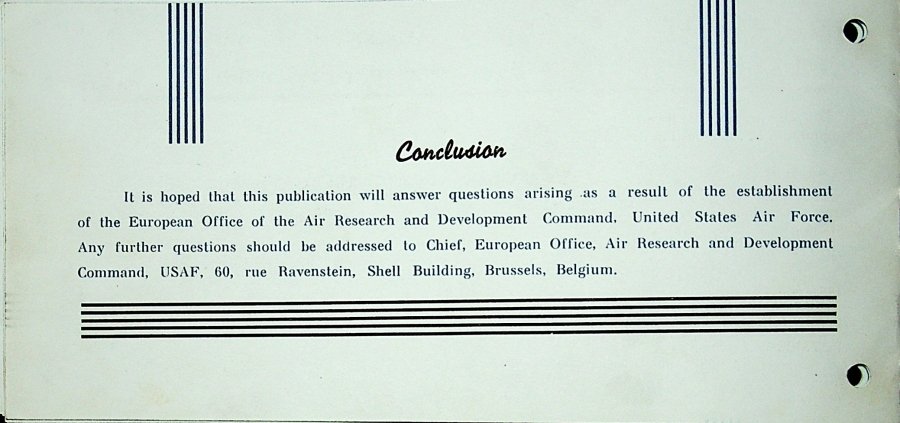 Conclusion
It is hoped that this publication will answer questions arising as a result of the establishment
of the European Office of the Air Research and Development Command, United States Air Force.
Any further questions should be addressed to Chief, European Office, Air Research and Development
Command, USAF, 60, rue Ravenstein, Shell Building, Brussels, Belgium.